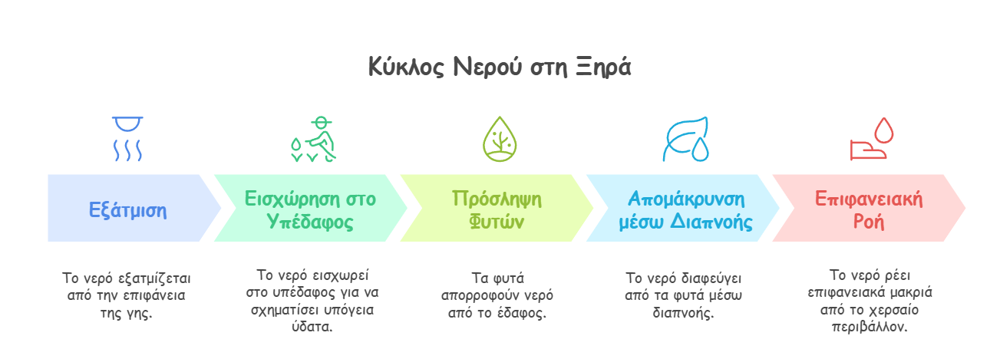 Κύκλος Νερού στη Ξηρά
Εξάτμιση
Εισχώρηση στο
Υπέδαφος
Πρόσληψη
Φυτών
Απομάκρυνση
μέσω Διαπνοής
Επιφανειακή
Ροή
Το νερό εξατμίζεται
από την επιφάνεια
της γης.
Το νερό εισχωρεί
στο υπέδαφος για να
σχηματίσει υπόγεια
ύδατα.
Τα φυτά
απορροφούν νερό
από το έδαφος.
Το νερό διαφεύγει
από τα φυτά μέσω
διαπνοής.
Το νερό ρέει
επιφανειακά μακριά
από το χερσαίο
περιβάλλον.